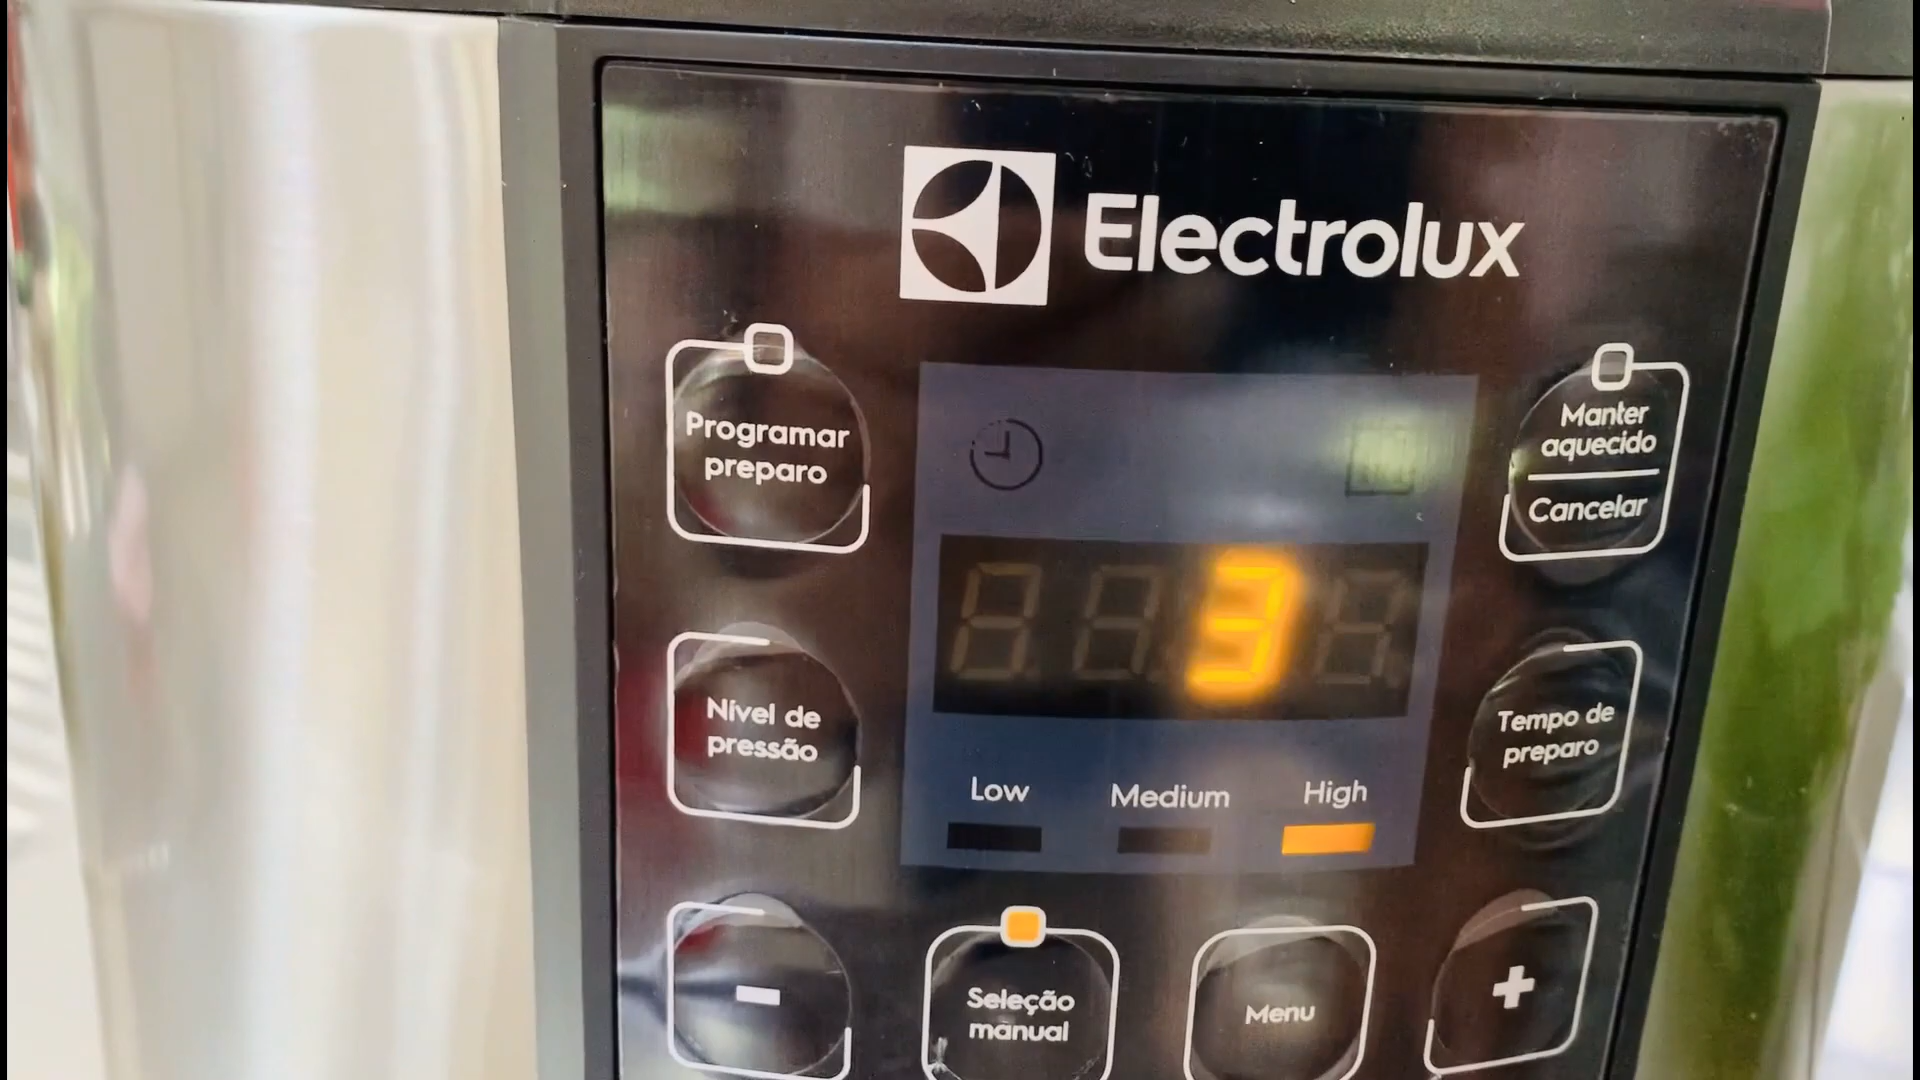 Electrolux
Programar
preparo
Manter
aquecido
Cancelar
3
Nível de
pressão
Tempo de
preparo
Low Medium High
-
Seleção
manual
Menu
+